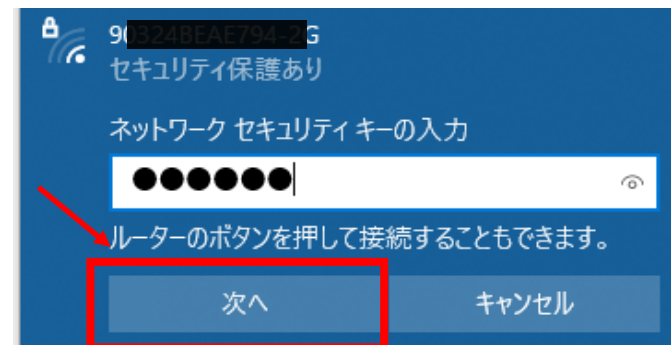 90324BEAE794-2G
セキュリティ保護あり
ネットワーク セキュリティ キーの入力
●●●●●●
ルーターのボタンを押して接続することもできます。
次へ
キャンセル